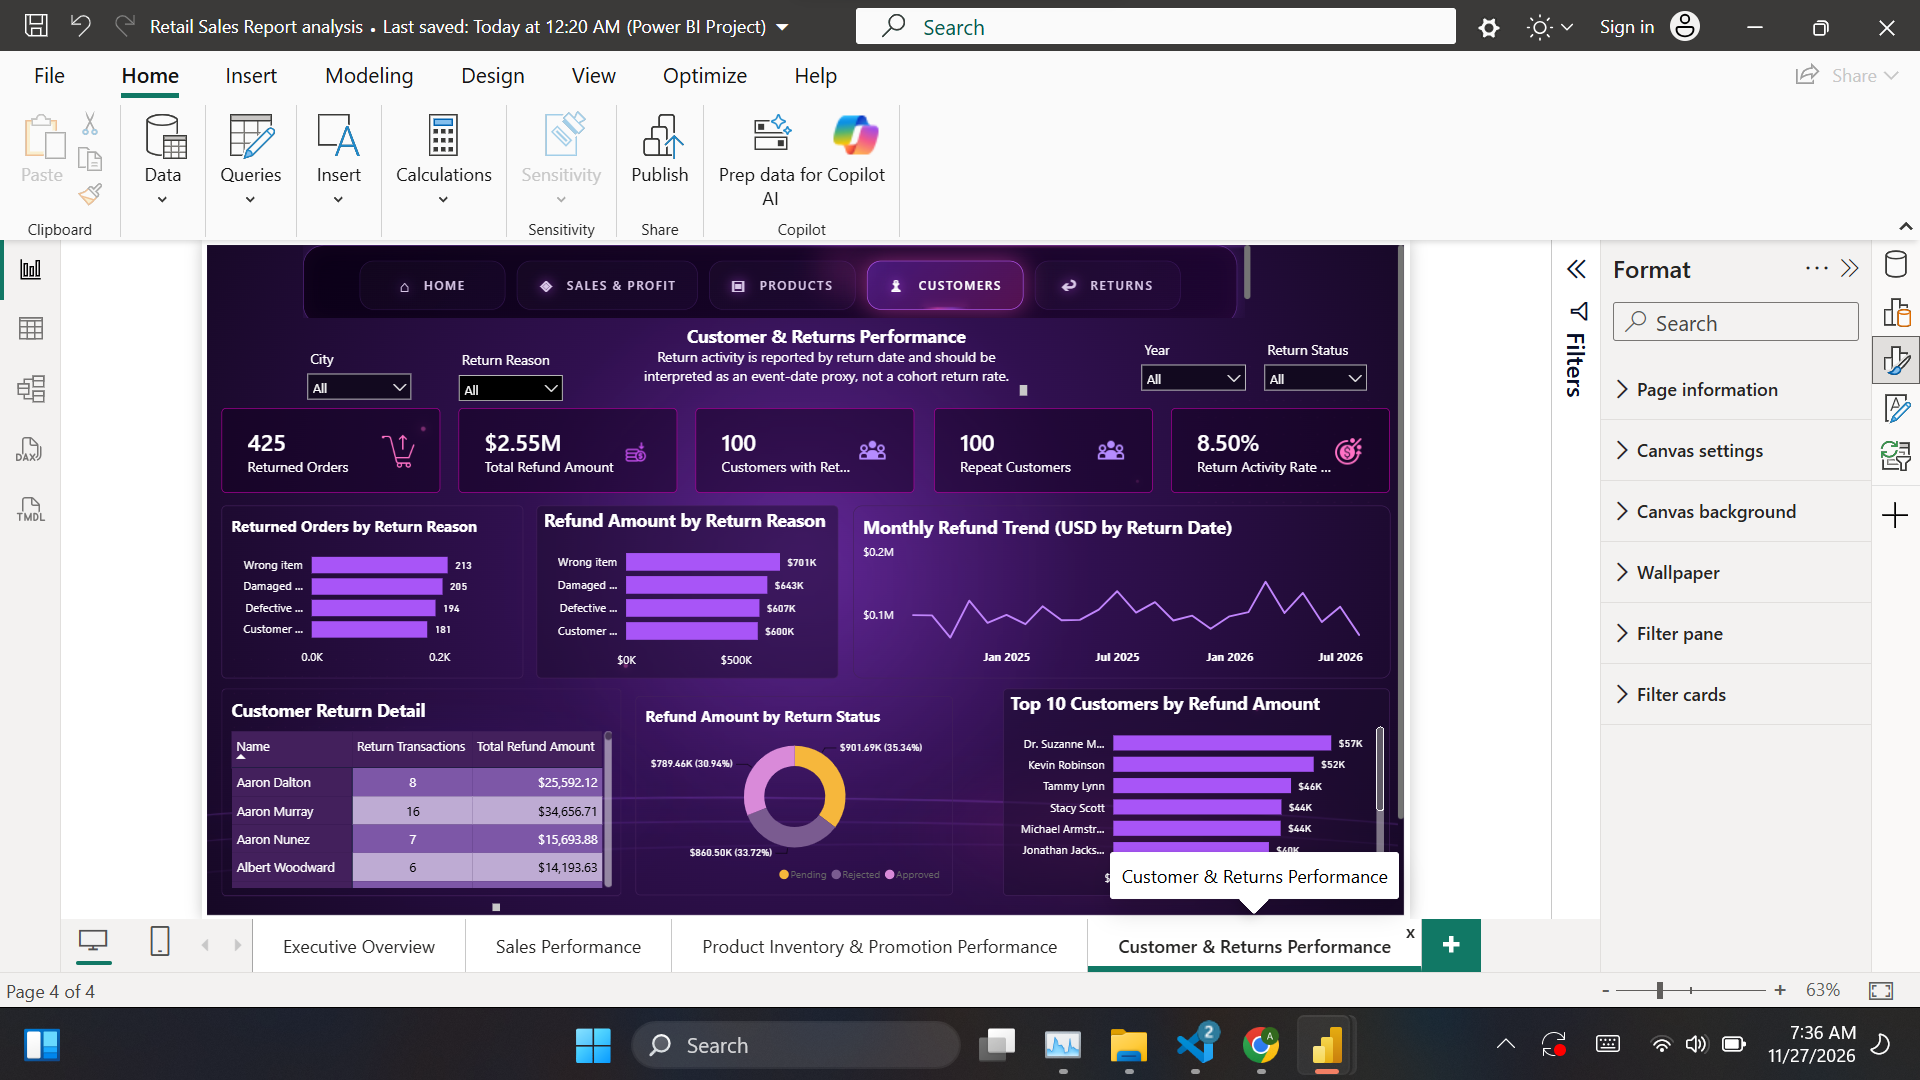 Retail Sales Report analysis • Last saved: Today at 12:20 AM (Power BI Project)
Search
Sign in
File
Home
Insert
Modeling
Design
View
Optimize
Help
Share
Paste
Data
Queries
Insert
Calculations
Sensitivity
Publish
Prep data for AI
Copilot
Clipboard
Sensitivity
Share
Copilot
DAX
TMDL
HOME
SALES & PROFIT
PRODUCTS
CUSTOMERS
RETURNS
Customer & Returns Performance
Return activity is reported by return date and should be
interpreted as an event-date proxy, not a cohort return rate.
City
All
Return Reason
All
Year
All
Return Status
All
425
Returned Orders
$2.55M
Total Refund Amount
100
Customers with Ret...
100
Repeat Customers
8.50%
Return Activity Rate ...
Returned Orders by Return Reason
Wrong item 213
Damaged ... 205
Defective ... 194
Customer ... 181
0.0K 0.2K
Refund Amount by Return Reason
Wrong item $701K
Damaged ... $643K
Defective ... $607K
Customer ... $600K
$0K $500K
Monthly Refund Trend (USD by Return Date)
$0.2M
$0.1M
Jan 2025 Jul 2025 Jan 2026 Jul 2026
Customer Return Detail
Name Return Transactions Total Refund Amount
Aaron Dalton 8 $25,592.12
Aaron Murray 16 $34,656.71
Aaron Nunez 7 $15,693.88
Albert Woodward 6 $14,193.63
Refund Amount by Return Status
$901.69K (35.34%)
$789.46K (30.94%)
$860.50K (33.72%)
Pending Rejected Approved
Top 10 Customers by Refund Amount
Dr. Suzanne M... $57K
Kevin Robinson $52K
Tammy Lynn $46K
Stacy Scott $44K
Michael Armstr... $44K
Jonathan Jacks... $40K
Customer & Returns Performance
Filters
Format
Search
Page information
Canvas settings
Canvas background
Wallpaper
Filter pane
Filter cards
Executive Overview
Sales Performance
Product Inventory & Promotion Performance
Customer & Returns Performance
x
Page 4 of 4
63%
Search
2
A
7:36 AM
11/27/2026